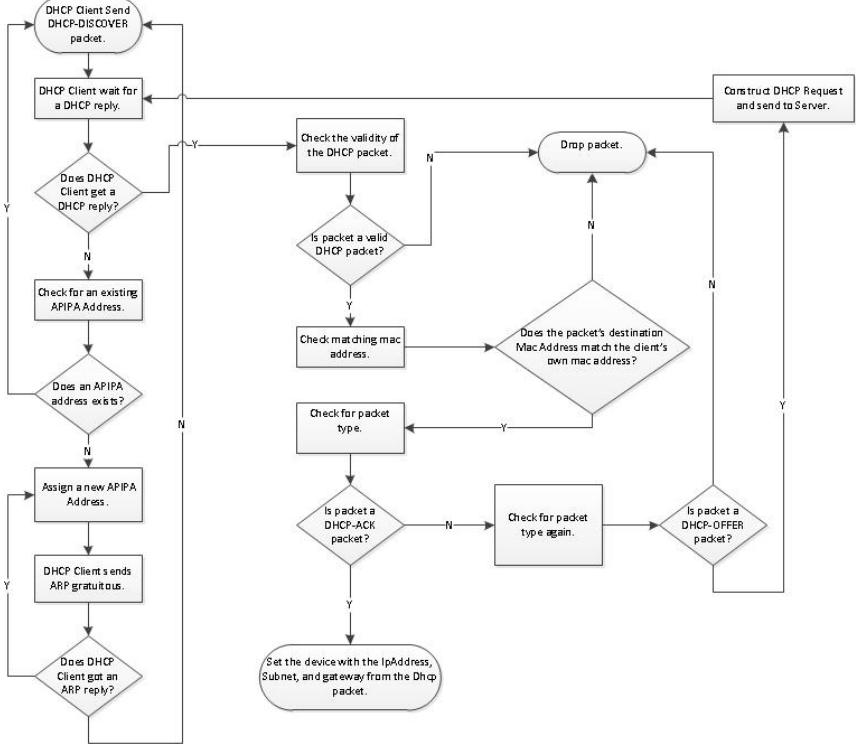 DHCP Client Send
DHCP-DISCOVER
packet.
DHCP Client wait for
a DHCP reply.
Does DHCP
Client get a
DHCP reply?
Y
N
Check for an existing
APIPA Address.
Does an APIPA
address exists?
Y
N
Assign a new APIPA
Address.
DHCP Client sends
ARP gratuitous.
Does DHCP
Client got an
ARP reply?
Y
N
Check the validity of
the DHCP packet.
Is packet a valid
DHCP packet?
N
Y
Drop packet.
Check matching mac
address.
Does the packet's destination
Mac Address match the client's
own mac address?
N
Y
Check for packet
type.
Is packet a
DHCP-ACK
packet?
N
Y
Check for packet
type again.
Is packet a
DHCP-OFFER
packet?
N
Y
Construct DHCP Request
and send to Server.
Set the device with the IpAddress,
Subnet, and gateway from the Dhcp
packet.